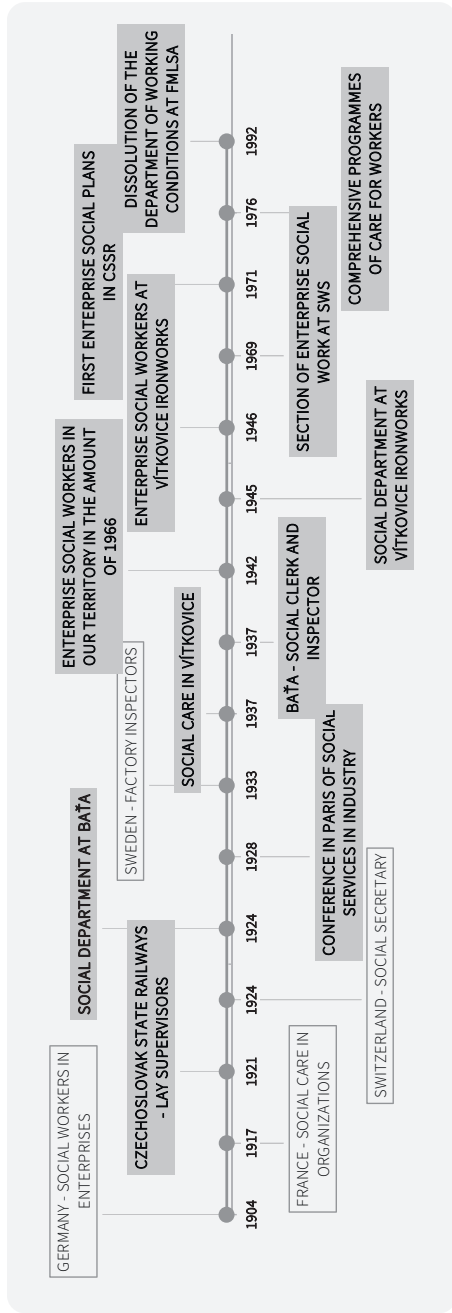 GERMANY - SOCIAL WORKERS IN
ENTERPRISES
SOCIAL DEPARTMENT AT BAŤA
ENTERPRISE SOCIAL WORKERS IN
OUR TERRITORY IN THE AMOUNT
OF 1966
FIRST ENTERPRISE SOCIAL PLANS
IN CSSR
CZECHOSLOVAK STATE RAILWAYS
- LAY SUPERVISORS
SWEDEN - FACTORY INSPECTORS
ENTERPRISE SOCIAL WORKERS AT
VÍTKOVICE IRONWORKS
DISSOLUTION OF THE
DEPARTMENT OF WORKING
CONDITIONS AT FMLSA
SOCIAL CARE IN VÍTKOVICE
1904
1917
1921
1924
1924
1928
1933
1937
1937
1942
1945
1946
1969
1971
1976
1992
FRANCE - SOCIAL CARE IN
ORGANIZATIONS
CONFERENCE IN PARIS OF SOCIAL
SERVICES IN INDUSTRY
BAŤA - SOCIAL CLERK AND
INSPECTOR
SECTION OF ENTERPRISE SOCIAL
WORK AT SWS
COMPREHENSIVE PROGRAMMES
OF CARE FOR WORKERS
SWITZERLAND - SOCIAL SECRETARY
SOCIAL DEPARTMENT AT
VÍTKOVICE IRONWORKS